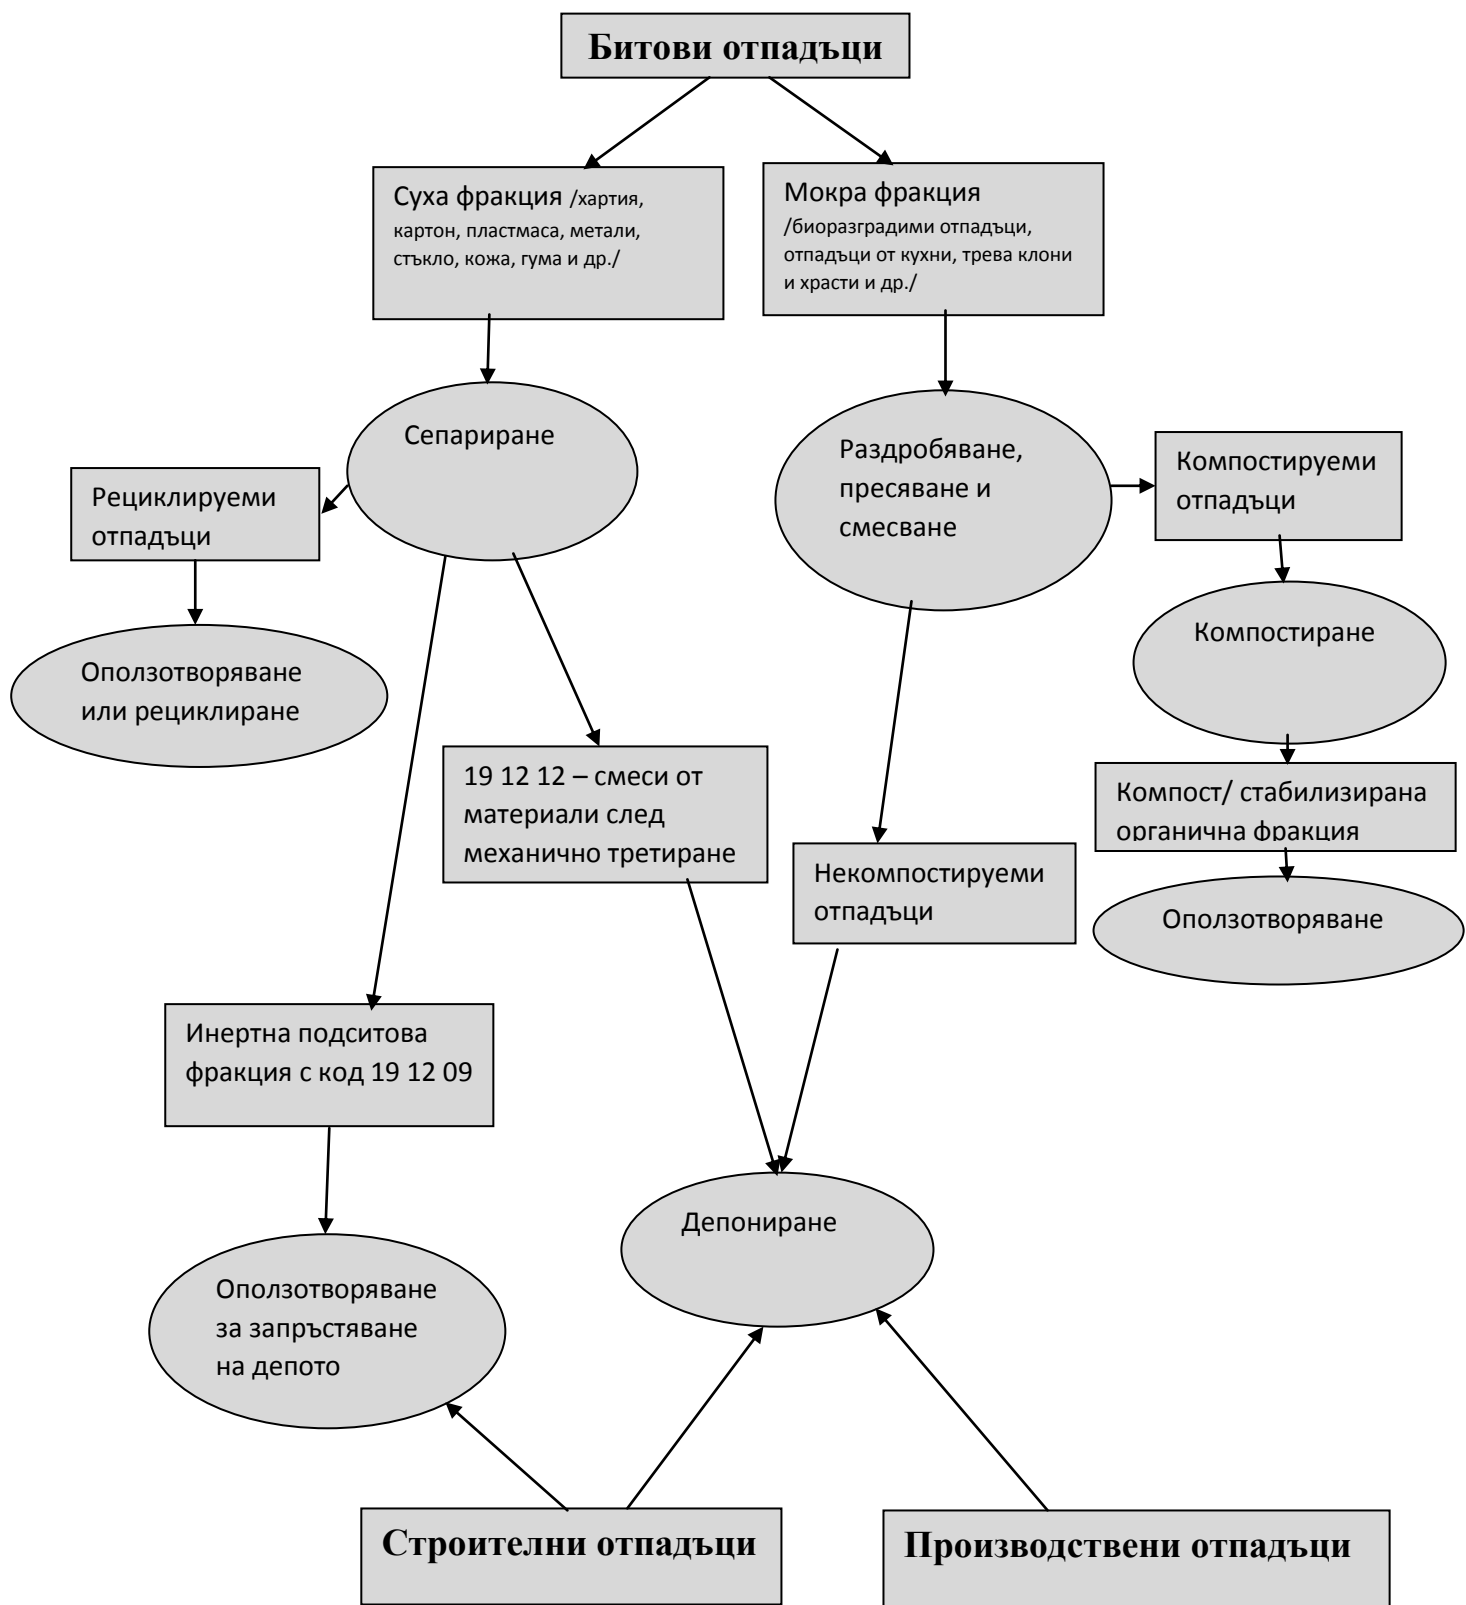 Битови отпадъци
Суха фракция /хартия,
картон, пластмаса, метали,
стъкло, кожа, гума и др./
Мокра фракция
/биоразградими отпадъци,
отпадъци от кухни, трева клони
и храсти и др./
Сепариране
Раздробяване,
пресяване и
смесване
Компостируеми
отпадъци
Рециклируеми
отпадъци
Компостиране
Оползотворяване
или рециклиране
19 12 12 – смеси от
материали след
механично третиране
Компост/ стабилизирана
органична фракция
Некомпостируеми
отпадъци
Оползотворяване
Инертна подситова
фракция с код 19 12 09
Депониране
Оползотворяване
за запръстяване
на депото
Строителни отпадъци
Производствени отпадъци